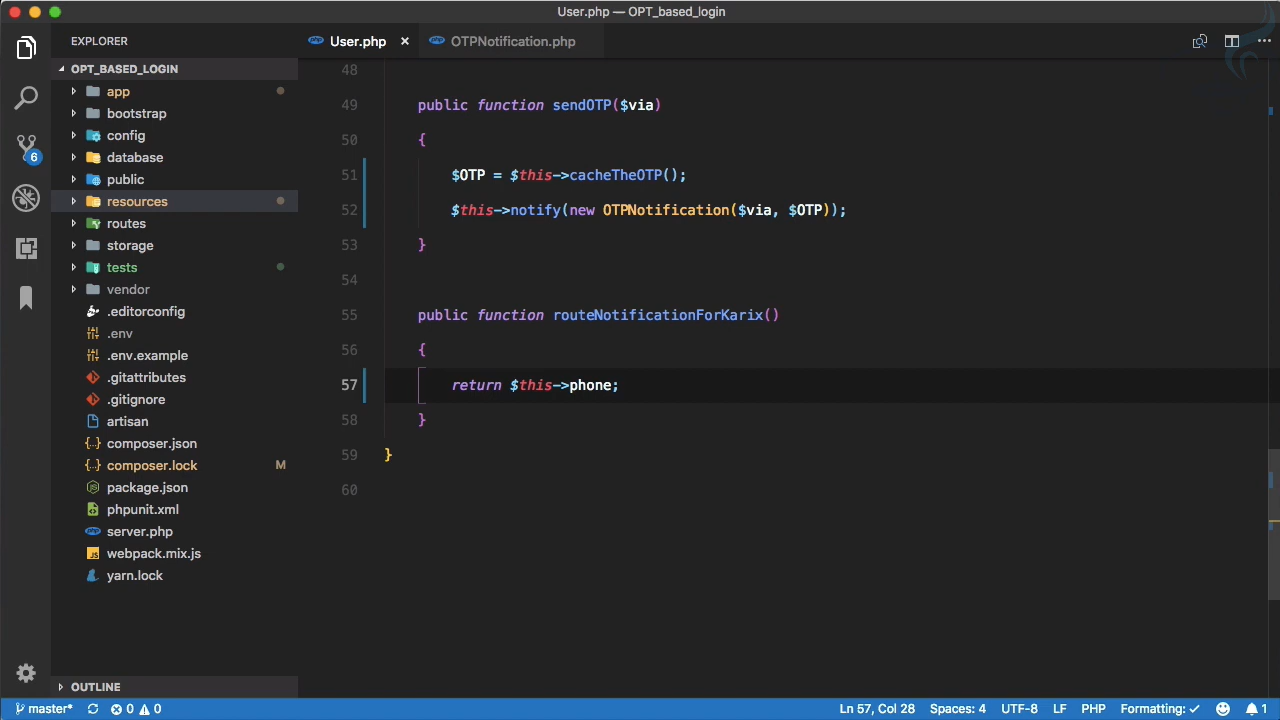 User.php — OPT_based_login
EXPLORER
User.php ×
OTPNotification.php
OPT_BASED_LOGIN
app
bootstrap
config
database
public
resources
routes
storage
tests
vendor
.editorconfig
.env
.env.example
.gitattributes
.gitignore
artisan
composer.json
composer.lock M
package.json
phpunit.xml
server.php
webpack.mix.js
yarn.lock
OUTLINE
6
48
49 public function sendOTP($via)
50 {
51 $OTP = $this->cacheTheOTP();
52 $this->notify(new OTPNotification($via, $OTP));
53 }
54
55 public function routeNotificationForKarix()
56 {
57 return $this->phone;
58 }
59 }
60
master* 0 0 Ln 57, Col 28 Spaces: 4 UTF-8 LF PHP Formatting: ✓ 1